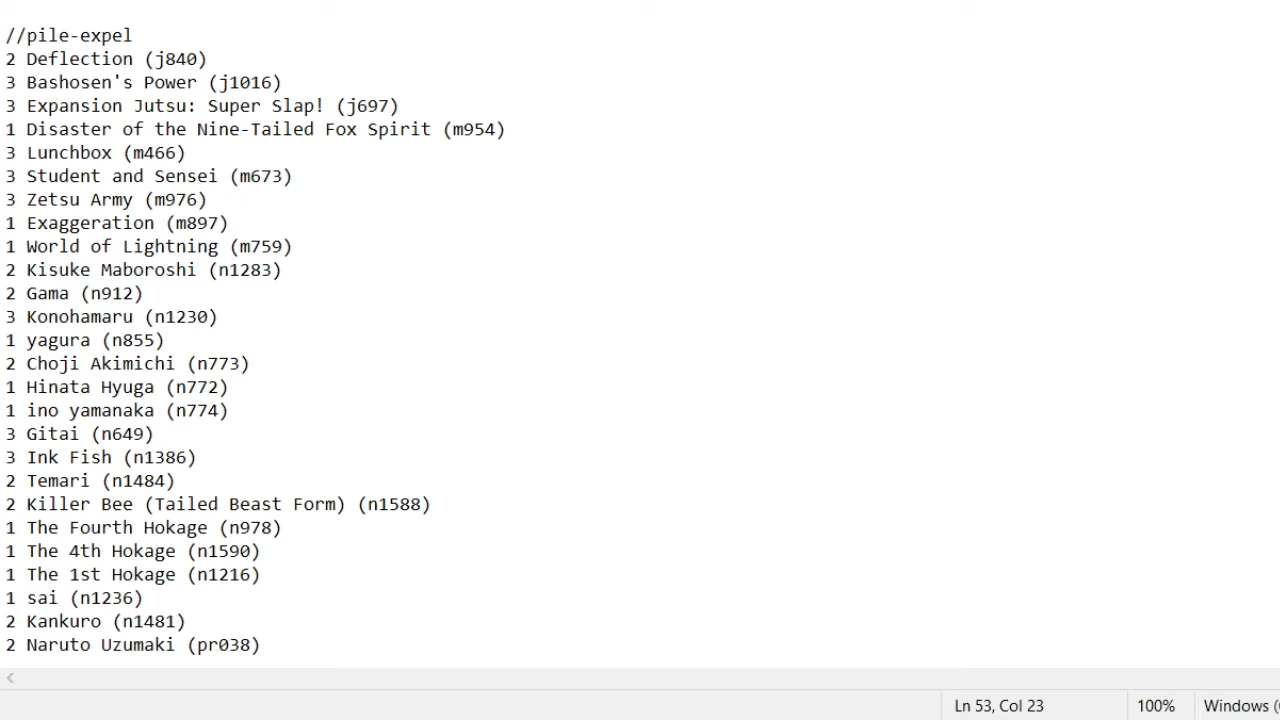 //pile-expel
2 Deflection (j840)
3 Bashosen's Power (j1016)
3 Expansion Jutsu: Super Slap! (j697)
1 Disaster of the Nine-Tailed Fox Spirit (m954)
3 Lunchbox (m466)
3 Student and Sensei (m673)
3 Zetsu Army (m976)
1 Exaggeration (m897)
1 World of Lightning (m759)
2 Kisuke Maboroshi (n1283)
2 Gama (n912)
3 Konohamaru (n1230)
1 yagura (n855)
2 Choji Akimichi (n773)
1 Hinata Hyuga (n772)
1 ino yamanaka (n774)
3 Gitai (n649)
3 Ink Fish (n1386)
2 Temari (n1484)
2 Killer Bee (Tailed Beast Form) (n1588)
1 The Fourth Hokage (n978)
1 The 4th Hokage (n1590)
1 The 1st Hokage (n1216)
1 sai (n1236)
2 Kankuro (n1481)
2 Naruto Uzumaki (pr038)
Ln 53, Col 23 100% Windows (